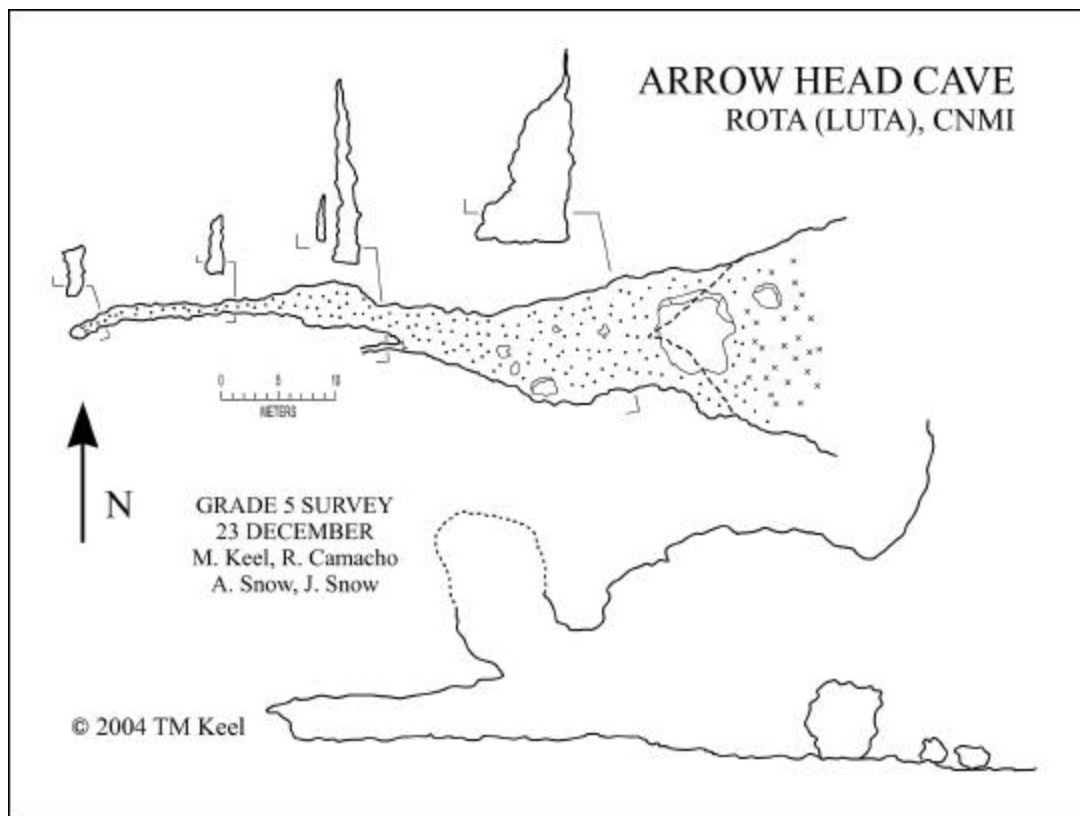 ARROW HEAD CAVE
ROTA (LUTA), CNMI
0 5 10
METERS
N
GRADE 5 SURVEY
23 DECEMBER
M. Keel, R. Camacho
A. Snow, J. Snow
© 2004 TM Keel